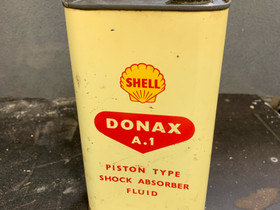 SHELL
DONAX
A.1
PISTON TYPE
SHOCK ABSORBER
FLUID